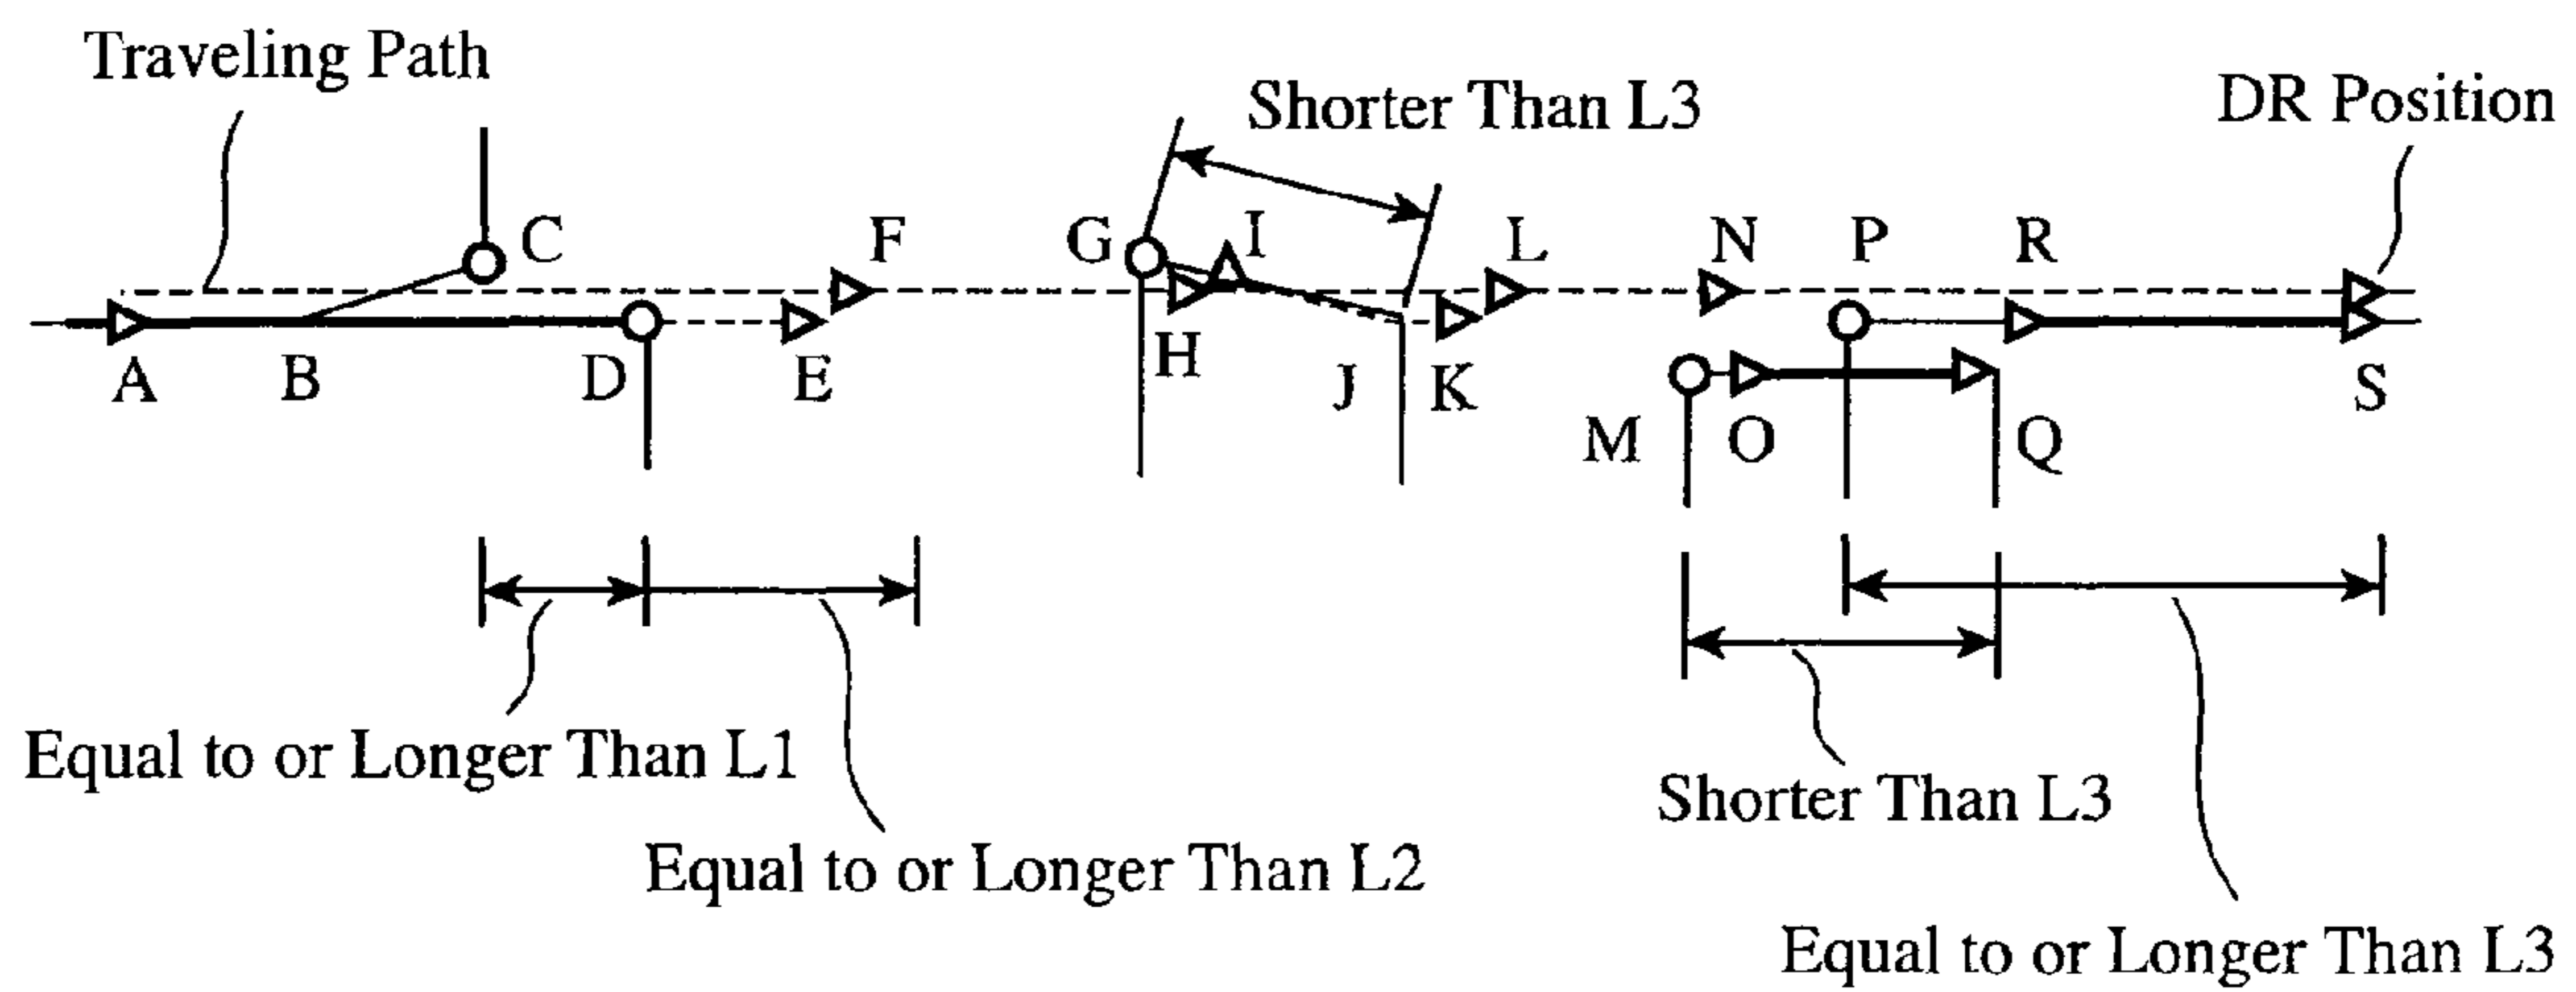 Traveling Path
Shorter Than L3
DR Position
C
F
G
I
L
N
P
R
A
B
D
E
H
J
K
M
O
Q
S
Equal to or Longer Than L1
Shorter Than L3
Equal to or Longer Than L2
Equal to or Longer Than L3